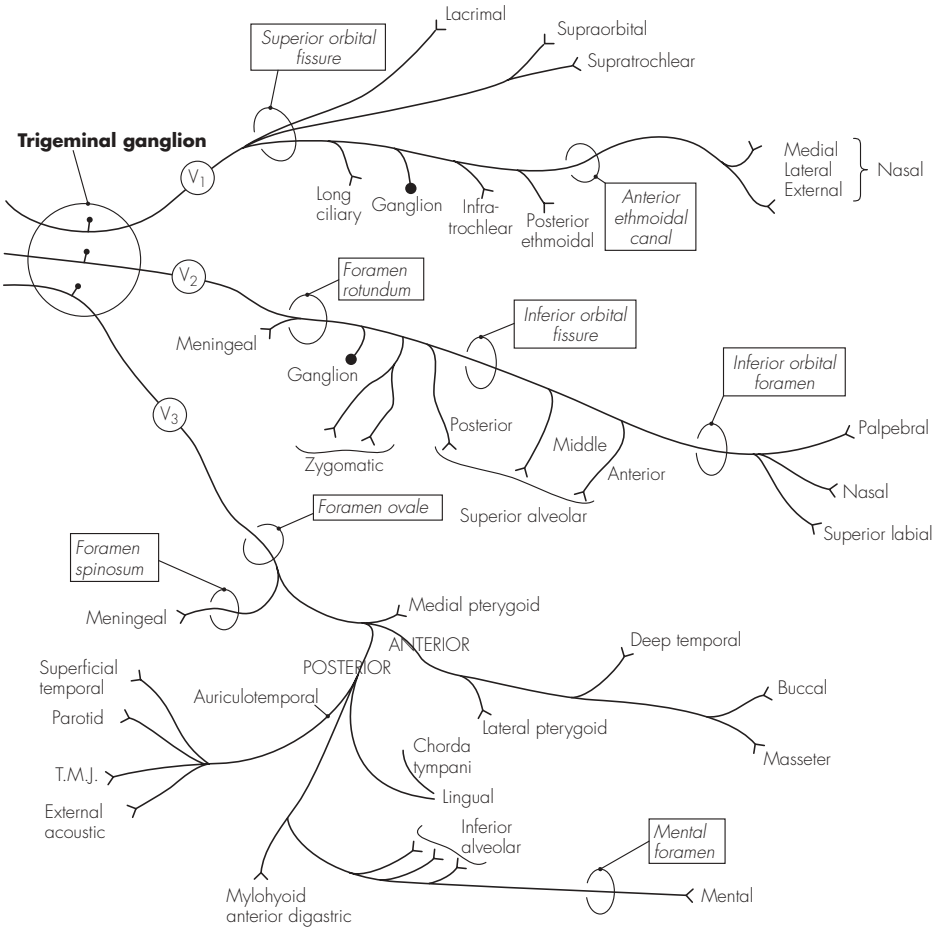 Lacrimal
Superior orbital
fissure
Supraorbital
Supratrochlear
Trigeminal ganglion
V1
Long
ciliary
Ganglion
Infra-
trochlear
Posterior
ethmoidal
Anterior
ethmoidal
canal
Medial
Lateral
External
Nasal
V2
Foramen
rotundum
Meningeal
Ganglion
Zygomatic
Inferior orbital
fissure
Posterior
Middle
Anterior
Superior alveolar
Inferior orbital
foramen
Palpebral
Nasal
Superior labial
V3
Foramen ovale
Foramen
spinosum
Meningeal
Medial pterygoid
ANTERIOR
POSTERIOR
Deep temporal
Buccal
Masseter
Lateral pterygoid
Superficial
temporal
Auriculotemporal
Parotid
T.M.J.
External
acoustic
Chorda
tympani
Lingual
Inferior
alveolar
Mental
foramen
Mental
Mylohyoid
anterior digastric